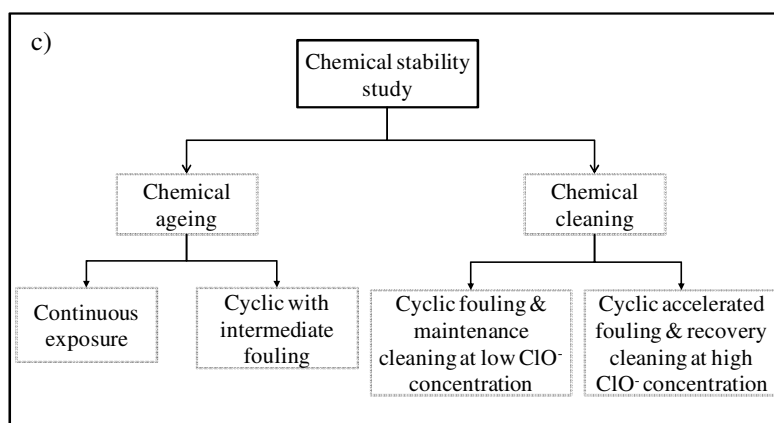 c)
Chemical stability
study
Chemical
ageing
Chemical
cleaning
Continuous
exposure
Cyclic with
intermediate
fouling
Cyclic fouling &
maintenance
cleaning at low ClO⁻
concentration
Cyclic accelerated
fouling & recovery
cleaning at high
ClO⁻ concentration